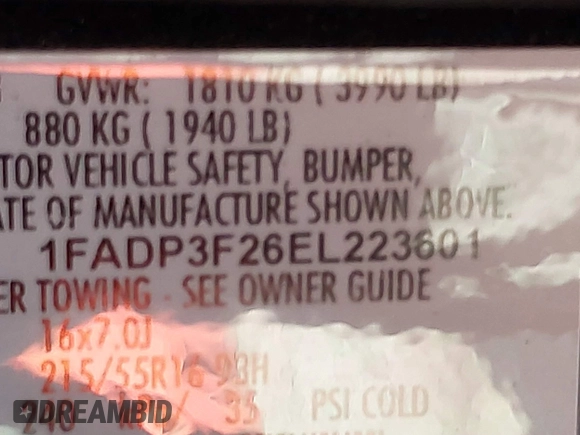 GVWR: 1810 KG ( 3990 LB)
880 KG ( 1940 LB)
TOR VEHICLE SAFETY, BUMPER,
ATE OF MANUFACTURE SHOWN ABOVE.
1FADP3F26EL223601
ER TOWING - SEE OWNER GUIDE
16x7.0J
215/55R16 93H
35 PSI COLD
DREAMBID